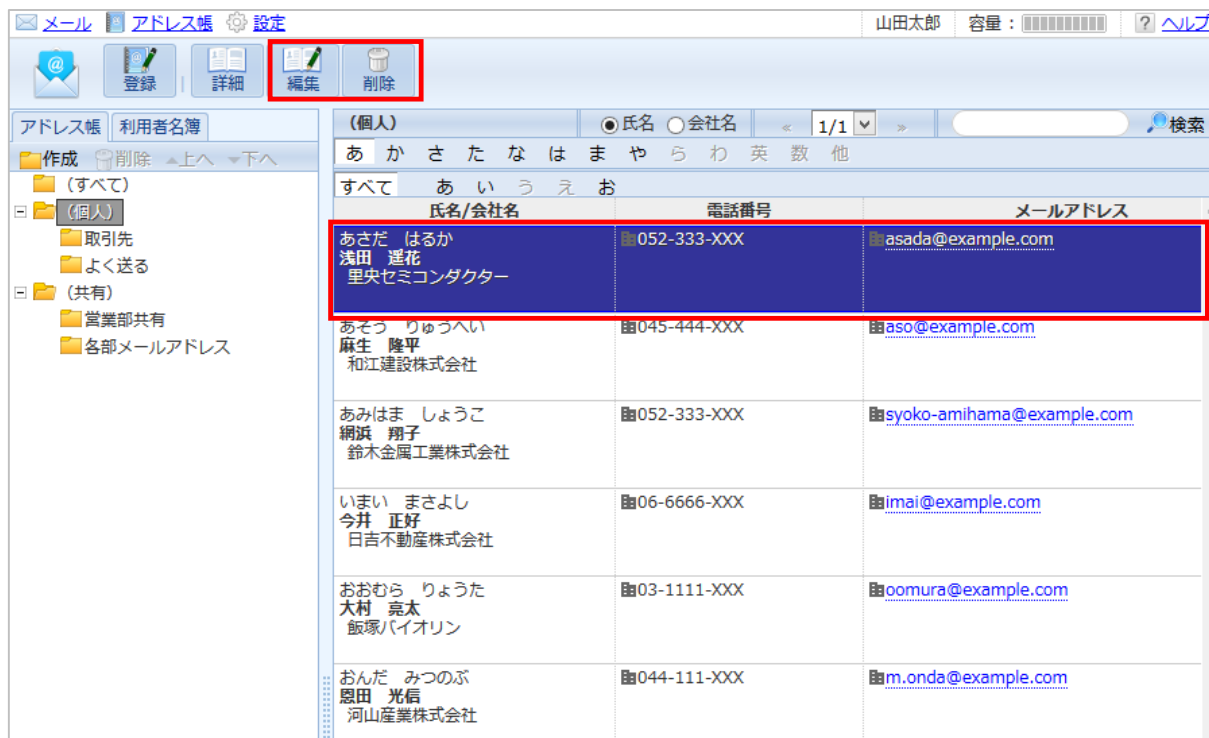 メール アドレス帳 設定 山田太郎 容量： ? ヘルプ
登録 詳細 編集 削除
アドレス帳 利用者名簿 （個人） 氏名 会社名 « 1/1 » 検索
作成 削除 上へ 下へ あ か さ た な は ま や ら わ 英 数 他
（すべて） すべて あ い う え お
（個人） 氏名/会社名 電話番号 メールアドレス
取引先
よく送る
（共有）
営業部共有
各部メールアドレス
あさだ はるか 052-333-XXX asada@example.com
浅田 遥花
里央セミコンダクター
あそう りゅうへい 045-444-XXX aso@example.com
麻生 隆平
和江建設株式会社
あみはま しょうこ 052-333-XXX syoko-amihama@example.com
網浜 翔子
鈴木金属工業株式会社
いまい まさよし 06-6666-XXX imai@example.com
今井 正好
日吉不動産株式会社
おおむら りょうた 03-1111-XXX oomura@example.com
大村 亮太
飯塚バイオリン
おんだ みつのぶ 044-111-XXX m.onda@example.com
恩田 光信
河山産業株式会社